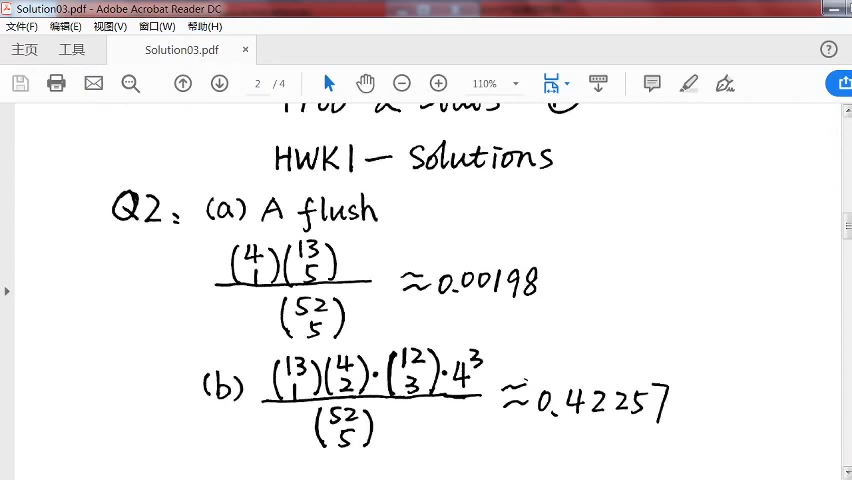 Solution03.pdf - Adobe Acrobat Reader DC
文件(F) 编辑(E) 视图(V) 窗口(W) 帮助(H)
主页 工具 Solution03.pdf ×
2 / 4 110%
HWK1 - Solutions
Q2: (a) A flush
(4 1)(13 5) / (52 5) ≈ 0.00198
(b) (13 1)(4 2)·(12 3)·4³ / (52 5) ≈ 0.42257